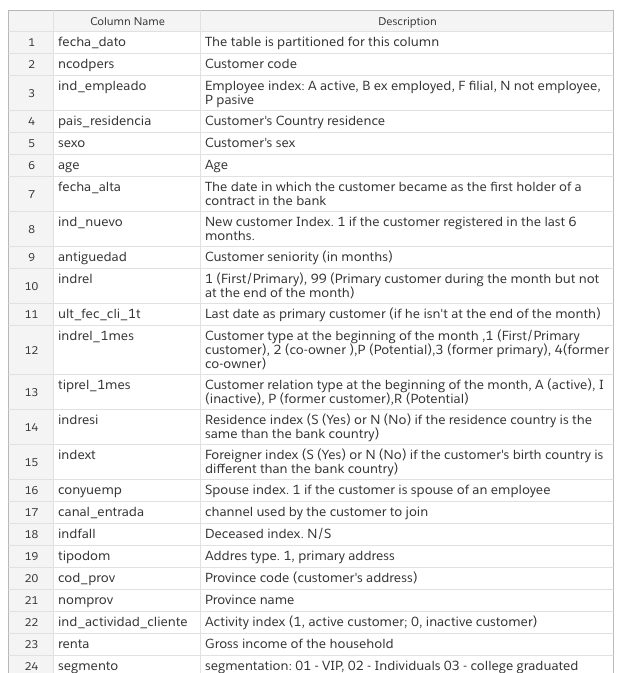 Column Name Description
1 fecha_dato The table is partitioned for this column
2 ncodpers Customer code
3 ind_empleado Employee index: A active, B ex employed, F filial, N not employee,
P pasive
4 pais_residencia Customer's Country residence
5 sexo Customer's sex
6 age Age
7 fecha_alta The date in which the customer became as the first holder of a
contract in the bank
8 ind_nuevo New customer Index. 1 if the customer registered in the last 6
months.
9 antiguedad Customer seniority (in months)
10 indrel 1 (First/Primary), 99 (Primary customer during the month but not
at the end of the month)
11 ult_fec_cli_1t Last date as primary customer (if he isn't at the end of the month)
12 indrel_1mes Customer type at the beginning of the month ,1 (First/Primary
customer), 2 (co-owner ),P (Potential),3 (former primary), 4(former
co-owner)
13 tiprel_1mes Customer relation type at the beginning of the month, A (active), I
(inactive), P (former customer),R (Potential)
14 indresi Residence index (S (Yes) or N (No) if the residence country is the
same than the bank country)
15 indext Foreigner index (S (Yes) or N (No) if the customer's birth country is
different than the bank country)
16 conyuemp Spouse index. 1 if the customer is spouse of an employee
17 canal_entrada channel used by the customer to join
18 indfall Deceased index. N/S
19 tipodom Addres type. 1, primary address
20 cod_prov Province code (customer's address)
21 nomprov Province name
22 ind_actividad_cliente Activity index (1, active customer; 0, inactive customer)
23 renta Gross income of the household
24 segmento segmentation: 01 - VIP, 02 - Individuals 03 - college graduated